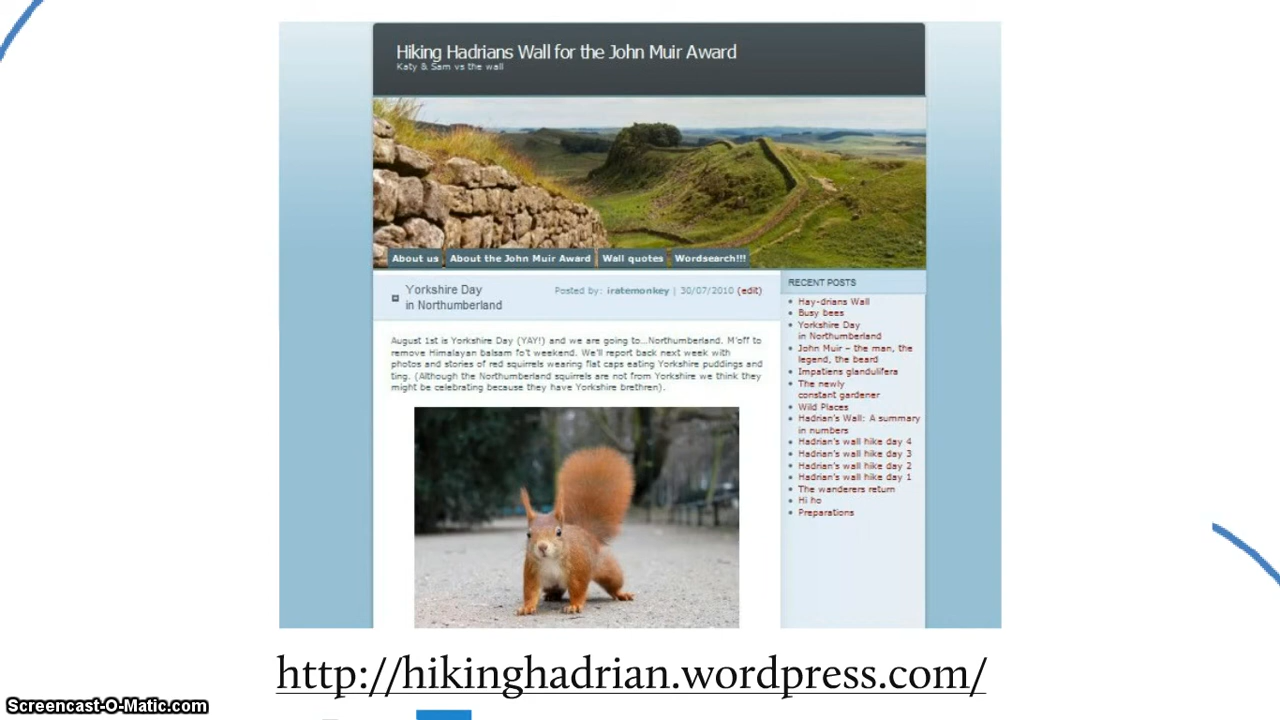 Hiking Hadrians Wall for the John Muir Award
Katy & Sam vs the wall
About us
About the John Muir Award
Wall quotes
Wordsearch!!!
Yorkshire Day
in Northumberland
Posted by: iratemonkey | 30/07/2010 (edit)
August 1st is Yorkshire Day (YAY!) and we are going to...Northumberland. M'off to
remove Himalayan balsam fo't weekend. We'll report back next week with
photos and stories of red squirrels wearing flat caps eating Yorkshire puddings and
ting. (Although the Northumberland squirrels are not from Yorkshire we think they
might be celebrating because they have Yorkshire brethren).
RECENT POSTS
Hay-drians Wall
Busy bees
Yorkshire Day
in Northumberland
John Muir – the man, the
legend, the beard
Impatiens glandulifera
The newly
constant gardener
Wild Places
Hadrian's Wall: A summary
in numbers
Hadrian's wall hike day 4
Hadrian's wall hike day 3
Hadrian's wall hike day 2
Hadrian's wall hike day 1
The wanderers return
Hi ho
Preparations
http://hikinghadrian.wordpress.com/
Screencast-O-Matic.com